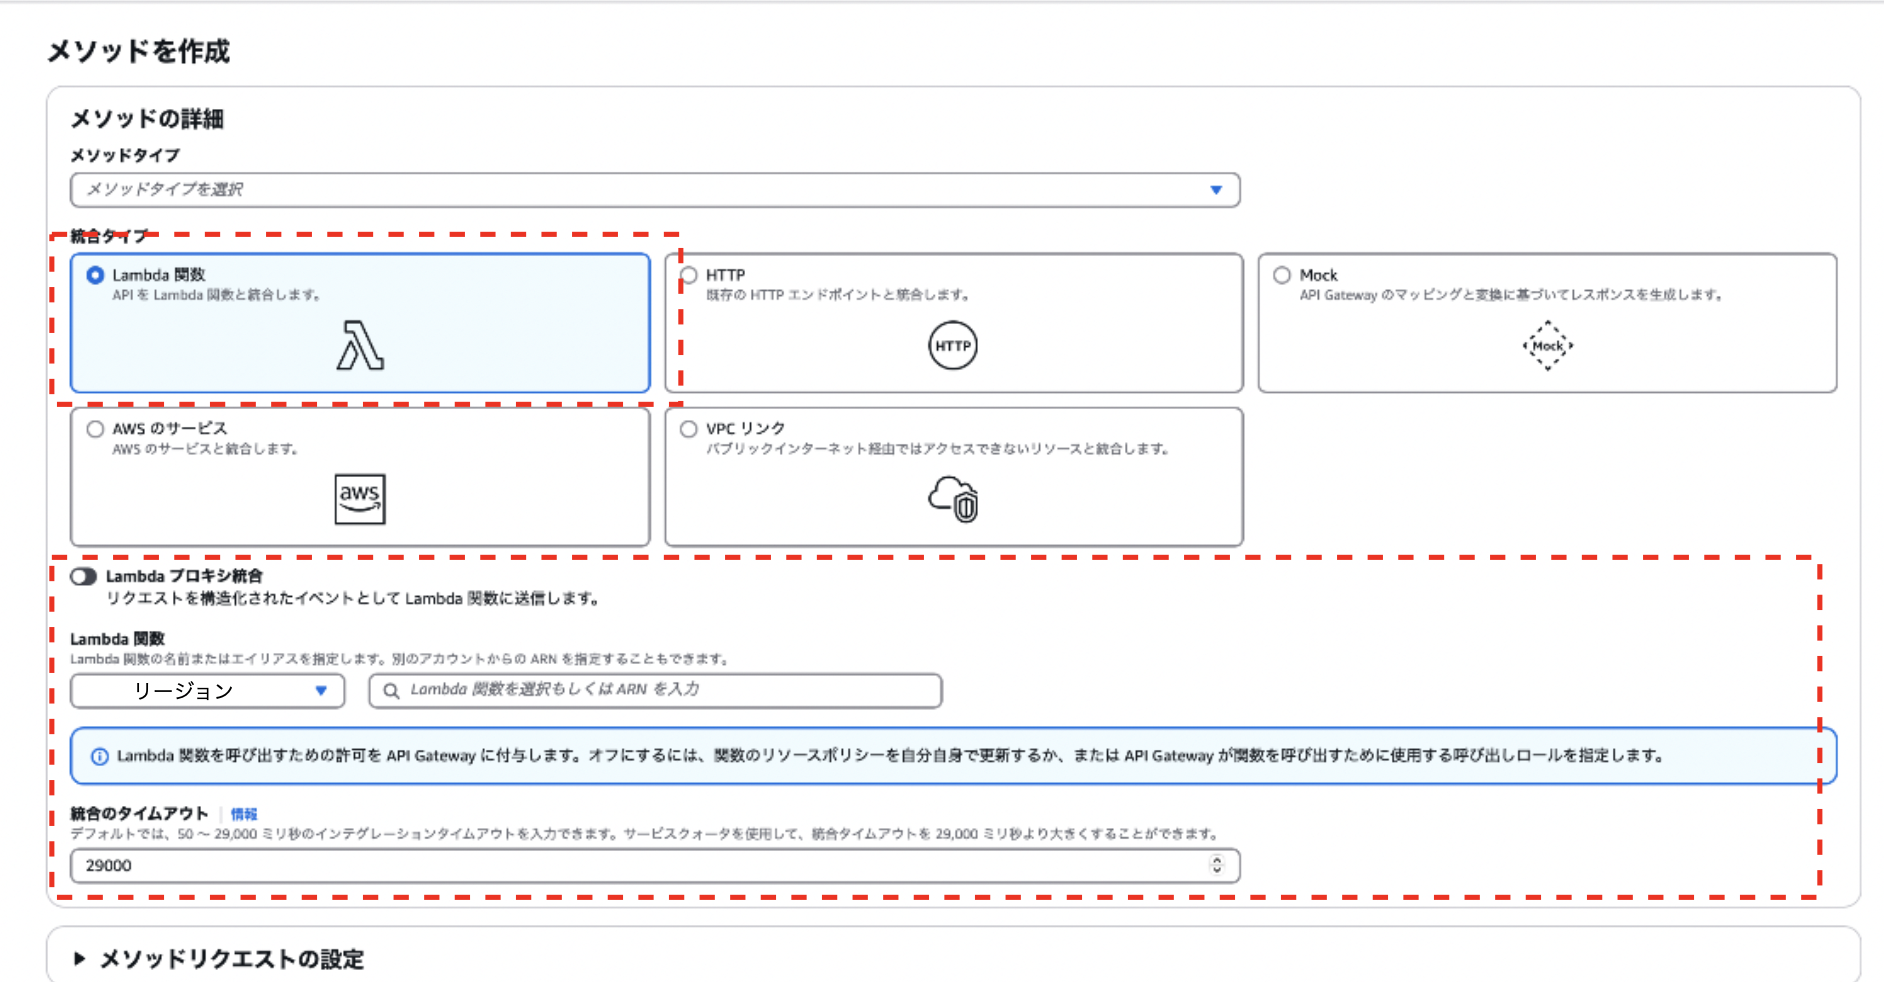 メソッドを作成
メソッドの詳細
メソッドタイプ
メソッドタイプを選択
統合タイプ
Lambda 関数
API を Lambda 関数と統合します。
HTTP
既存の HTTP エンドポイントと統合します。
HTTP
Mock
API Gateway のマッピングと変換に基づいてレスポンスを生成します。
Mock
AWS のサービス
AWS のサービスと統合します。
aws
VPC リンク
パブリックインターネット経由ではアクセスできないリソースと統合します。
Lambda プロキシ統合
リクエストを構造化されたイベントとして Lambda 関数に送信します。
Lambda 関数
Lambda 関数の名前またはエイリアスを指定します。別のアカウントからの ARN を指定することもできます。
リージョン
Lambda 関数を選択もしくは ARN を入力
Lambda 関数を呼び出すための許可を API Gateway に付与します。オフにするには、関数のリソースポリシーを自分自身で更新するか、または API Gateway が関数を呼び出すために使用する呼び出しロールを指定します。
統合のタイムアウト 情報
デフォルトでは、50 ～ 29,000 ミリ秒のインテグレーションタイムアウトを入力できます。サービスクォータを使用して、統合タイムアウトを 29,000 ミリ秒より大きくすることができます。
29000
メソッドリクエストの設定